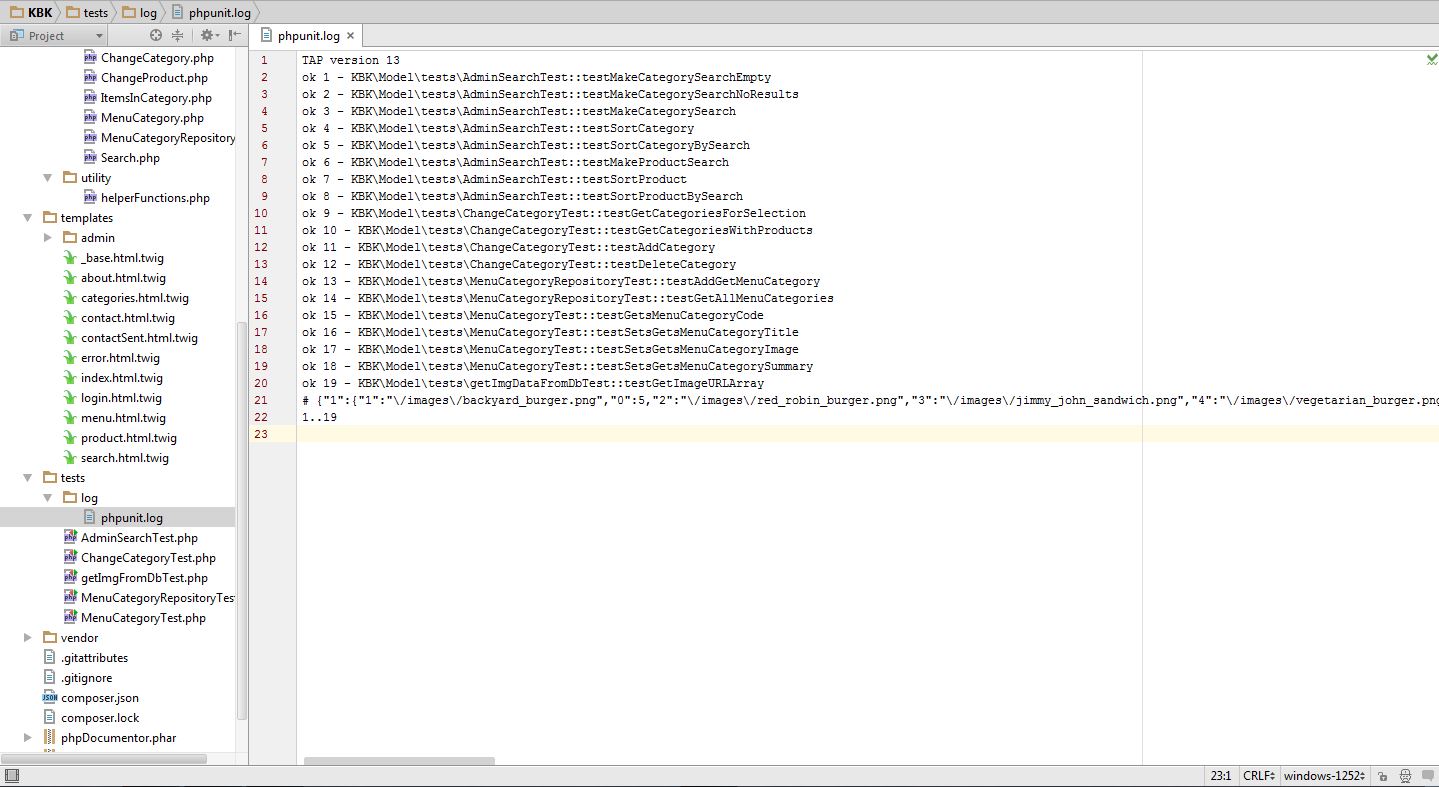 KBK tests log phpunit.log
Project
phpunit.log
ChangeCategory.php
ChangeProduct.php
ItemsInCategory.php
MenuCategory.php
MenuCategoryRepository
Search.php
utility
helperFunctions.php
templates
admin
_base.html.twig
about.html.twig
categories.html.twig
contact.html.twig
contactSent.html.twig
error.html.twig
index.html.twig
login.html.twig
menu.html.twig
product.html.twig
search.html.twig
tests
log
phpunit.log
AdminSearchTest.php
ChangeCategoryTest.php
getImgFromDbTest.php
MenuCategoryRepositoryTes
MenuCategoryTest.php
vendor
.gitattributes
.gitignore
composer.json
composer.lock
phpDocumentor.phar
1 TAP version 13
2 ok 1 - KBK\Model\tests\AdminSearchTest::testMakeCategorySearchEmpty
3 ok 2 - KBK\Model\tests\AdminSearchTest::testMakeCategorySearchNoResults
4 ok 3 - KBK\Model\tests\AdminSearchTest::testMakeCategorySearch
5 ok 4 - KBK\Model\tests\AdminSearchTest::testSortCategory
6 ok 5 - KBK\Model\tests\AdminSearchTest::testSortCategoryBySearch
7 ok 6 - KBK\Model\tests\AdminSearchTest::testMakeProductSearch
8 ok 7 - KBK\Model\tests\AdminSearchTest::testSortProduct
9 ok 8 - KBK\Model\tests\AdminSearchTest::testSortProductBySearch
10 ok 9 - KBK\Model\tests\ChangeCategoryTest::testGetCategoriesForSelection
11 ok 10 - KBK\Model\tests\ChangeCategoryTest::testGetCategoriesWithProducts
12 ok 11 - KBK\Model\tests\ChangeCategoryTest::testAddCategory
13 ok 12 - KBK\Model\tests\ChangeCategoryTest::testDeleteCategory
14 ok 13 - KBK\Model\tests\MenuCategoryRepositoryTest::testAddGetMenuCategory
15 ok 14 - KBK\Model\tests\MenuCategoryRepositoryTest::testGetAllMenuCategories
16 ok 15 - KBK\Model\tests\MenuCategoryTest::testGetsMenuCategoryCode
17 ok 16 - KBK\Model\tests\MenuCategoryTest::testSetsGetsMenuCategoryTitle
18 ok 17 - KBK\Model\tests\MenuCategoryTest::testSetsGetsMenuCategoryImage
19 ok 18 - KBK\Model\tests\MenuCategoryTest::testSetsGetsMenuCategorySummary
20 ok 19 - KBK\Model\tests\getImgDataFromDbTest::testGetImageURLArray
21 # {"1":{"1":"\/images\/backyard_burger.png","0":5,"2":"\/images\/red_robin_burger.png","3":"\/images\/jimmy_john_sandwich.png","4":"\/images\/vegetarian_burger.png
22 1..19
23
23:1 CRLF windows-1252